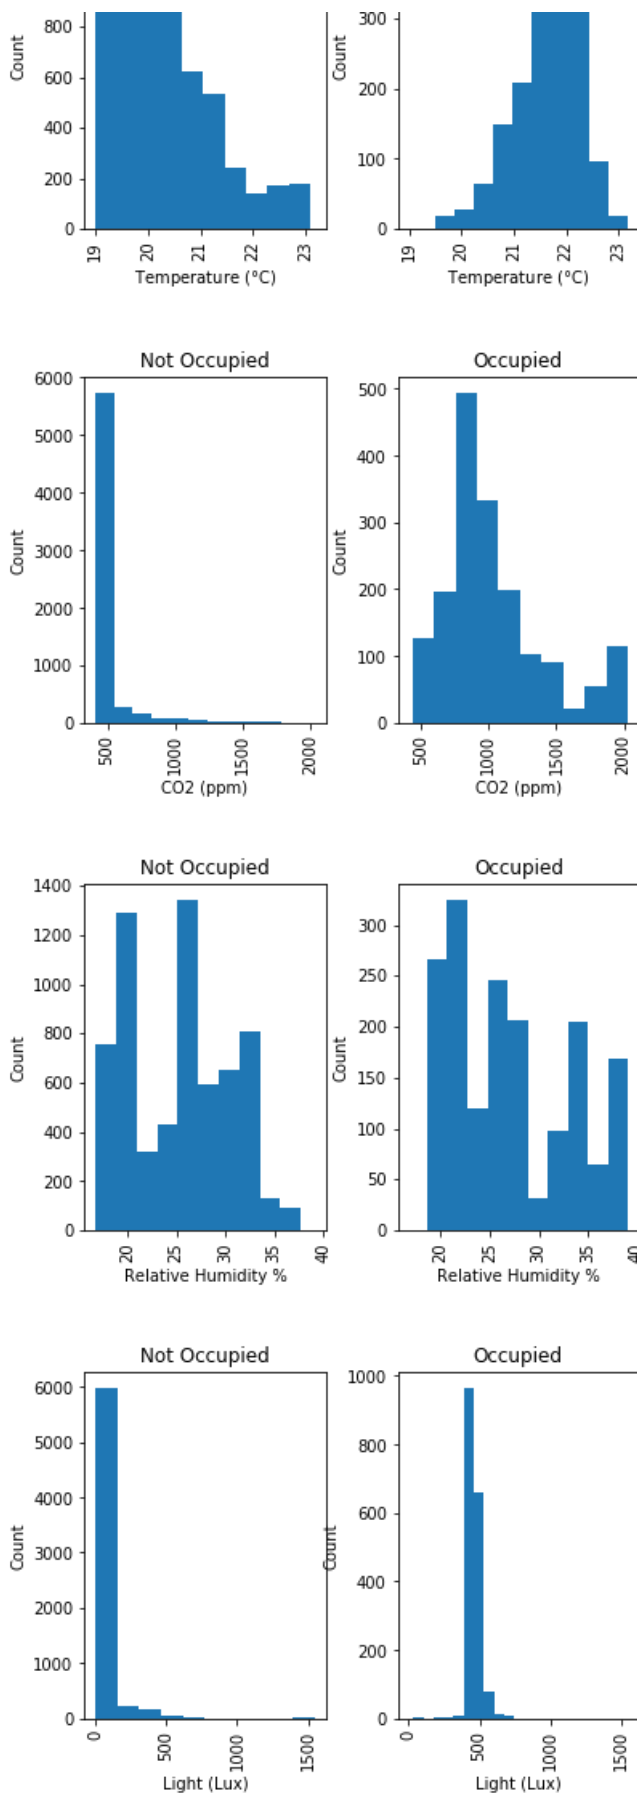 800
600
400
200
0
Count
19 20 21 22 23
Temperature (°C)
300
200
100
0
Count
19 20 21 22 23
Temperature (°C)
Not Occupied
6000
5000
4000
3000
2000
1000
0
Count
500 1000 1500 2000
CO2 (ppm)
Occupied
500
400
300
200
100
0
Count
500 1000 1500 2000
CO2 (ppm)
Not Occupied
1400
1200
1000
800
600
400
200
0
Count
20 25 30 35 40
Relative Humidity %
Occupied
300
250
200
150
100
50
0
Count
20 25 30 35 40
Relative Humidity %
Not Occupied
6000
5000
4000
3000
2000
1000
0
Count
0 500 1000 1500
Light (Lux)
Occupied
1000
800
600
400
200
0
Count
0 500 1000 1500
Light (Lux)